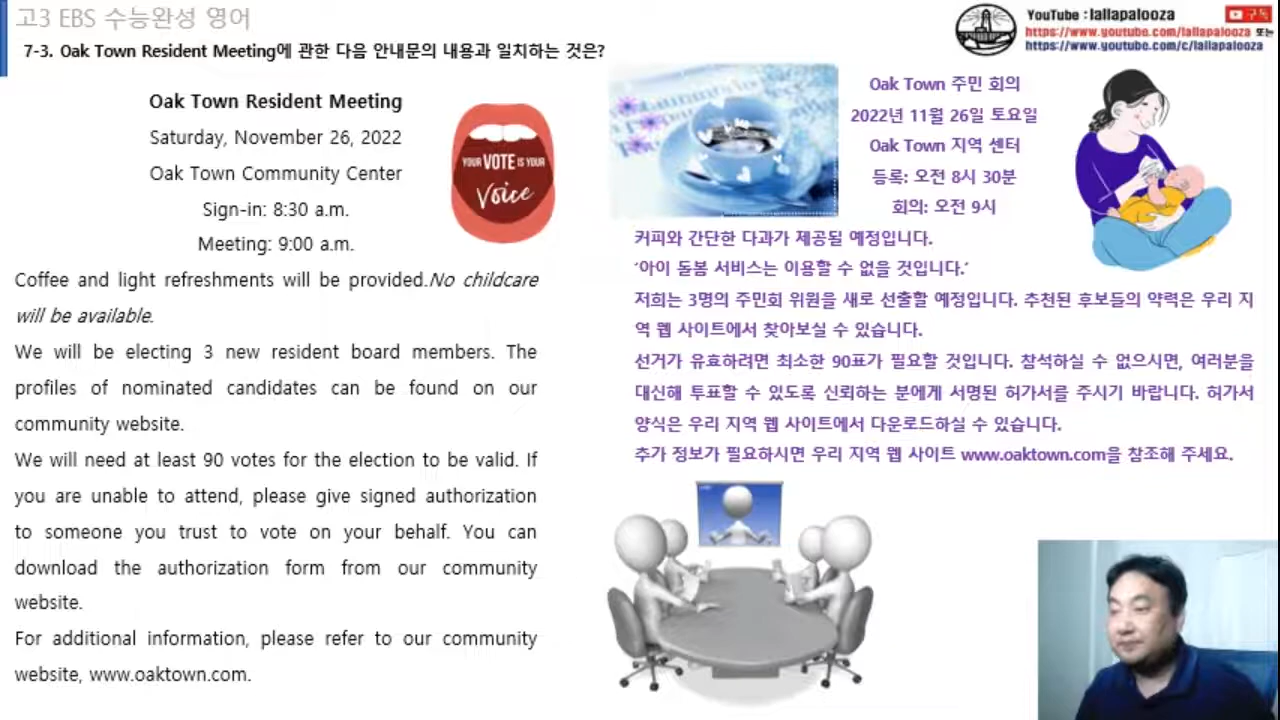 고3 EBS 수능완성 영어
7-3. Oak Town Resident Meeting에 관한 다음 안내문의 내용과 일치하는 것은?
YouTube : lallapalooza
구독
https://www.youtube.com/lallapalooza 또는
https://www.youtube.com/c/lallapalooza
Oak Town Resident Meeting
Saturday, November 26, 2022
Oak Town Community Center
Sign-in: 8:30 a.m.
Meeting: 9:00 a.m.
YOUR VOTE IS YOUR
Voice
Coffee and light refreshments will be provided.No childcare
will be available.
We will be electing 3 new resident board members. The
profiles of nominated candidates can be found on our
community website.
We will need at least 90 votes for the election to be valid. If
you are unable to attend, please give signed authorization
to someone you trust to vote on your behalf. You can
download the authorization form from our community
website.
For additional information, please refer to our community
website, www.oaktown.com.
Oak Town 주민 회의
2022년 11월 26일 토요일
Oak Town 지역 센터
등록: 오전 8시 30분
회의: 오전 9시
커피와 간단한 다과가 제공될 예정입니다.
‘아이 돌봄 서비스는 이용할 수 없을 것입니다.’
저희는 3명의 주민회 위원을 새로 선출할 예정입니다. 추천된 후보들의 약력은 우리 지
역 웹 사이트에서 찾아보실 수 있습니다.
선거가 유효하려면 최소한 90표가 필요할 것입니다. 참석하실 수 없으시면, 여러분을
대신해 투표할 수 있도록 신뢰하는 분에게 서명된 허가서를 주시기 바랍니다. 허가서
양식은 우리 지역 웹 사이트에서 다운로드하실 수 있습니다.
추가 정보가 필요하시면 우리 지역 웹 사이트 www.oaktown.com을 참조해 주세요.